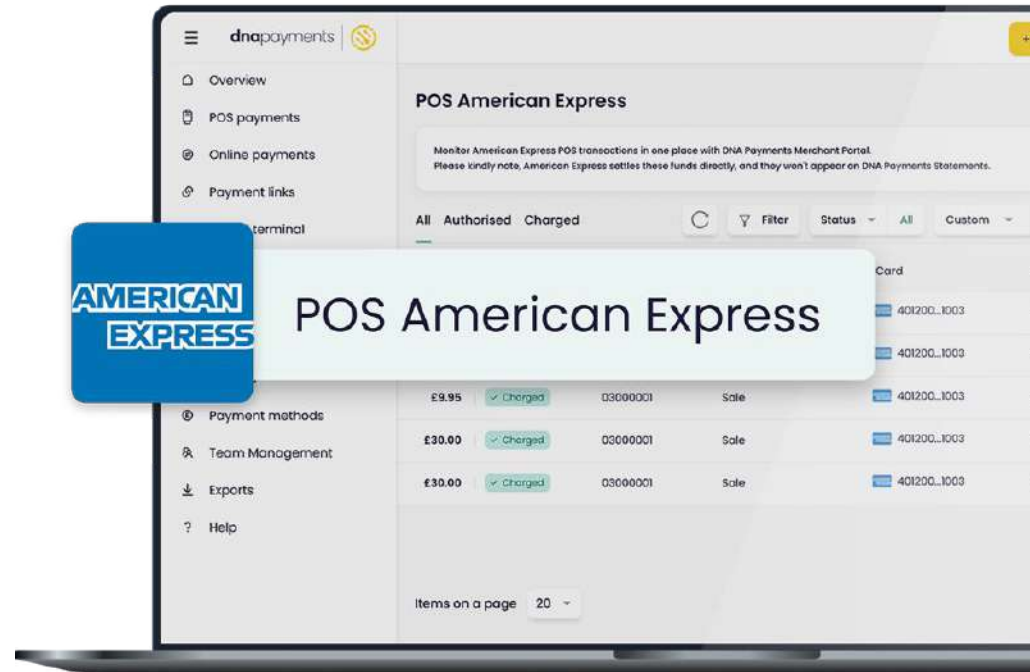 dnapayments
+
Overview
POS payments
Online payments
Payment links
terminal
Payment methods
Team Management
Exports
Help
POS American Express
Monitor American Express POS transactions in one place with DNA Payments Merchant Portal.
Please kindly note, American Express settles these funds directly, and they won't appear on DNA Payments Statements.
All Authorised Charged Filter Status All Custom
Card
401200...1003
401200...1003
AMERICAN
EXPRESS
POS American Express
£9.95 Charged 03000001 Sale 401200...1003
£30.00 Charged 03000001 Sale 401200...1003
£30.00 Charged 03000001 Sale 401200...1003
Items on a page 20